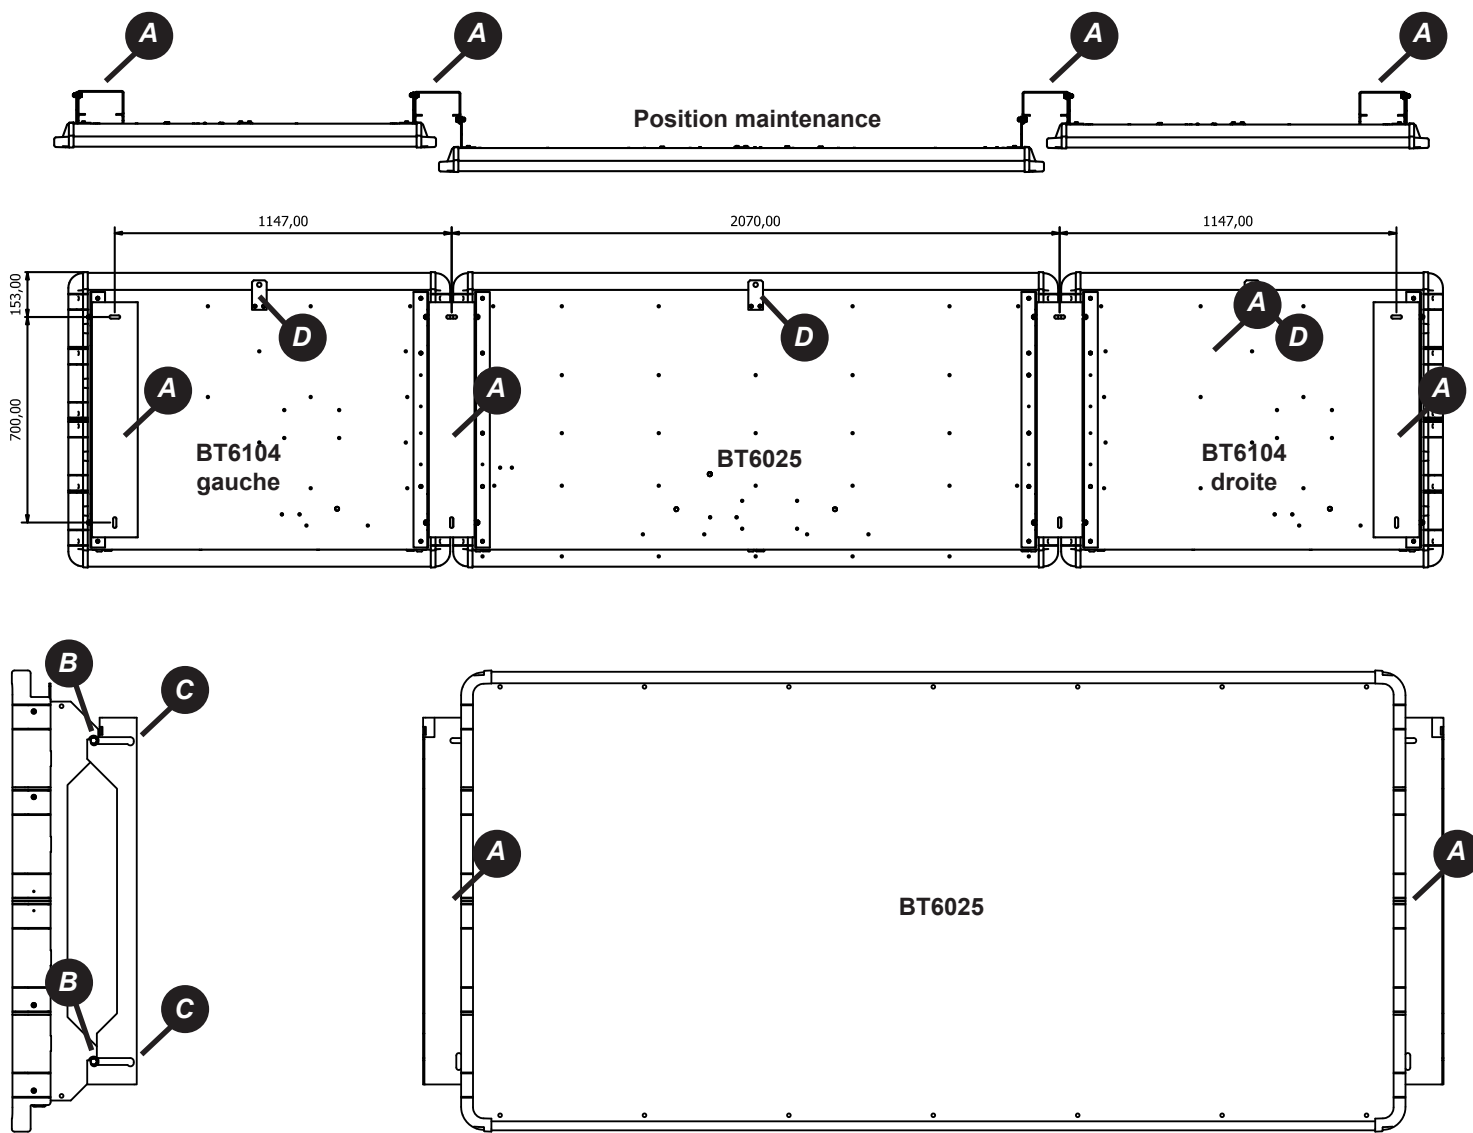 A
A
A
A
Position maintenance
1147,00
2070,00
1147,00
153,00
700,00
D
D
A
D
A
A
A
BT6104
gauche
BT6025
BT6104
droite
B
C
A
A
BT6025
B
C